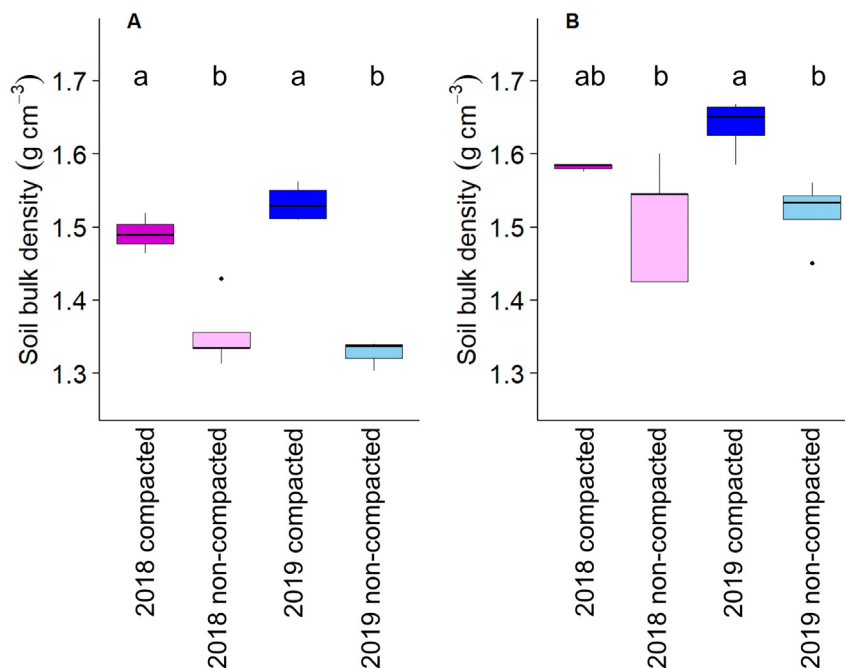 A
Soil bulk density (g cm⁻³)
1.7
1.6
1.5
1.4
1.3
a b a b
2018 compacted
2018 non-compacted
2019 compacted
2019 non-compacted
B
Soil bulk density (g cm⁻³)
1.7
1.6
1.5
1.4
1.3
ab b a b
2018 compacted
2018 non-compacted
2019 compacted
2019 non-compacted